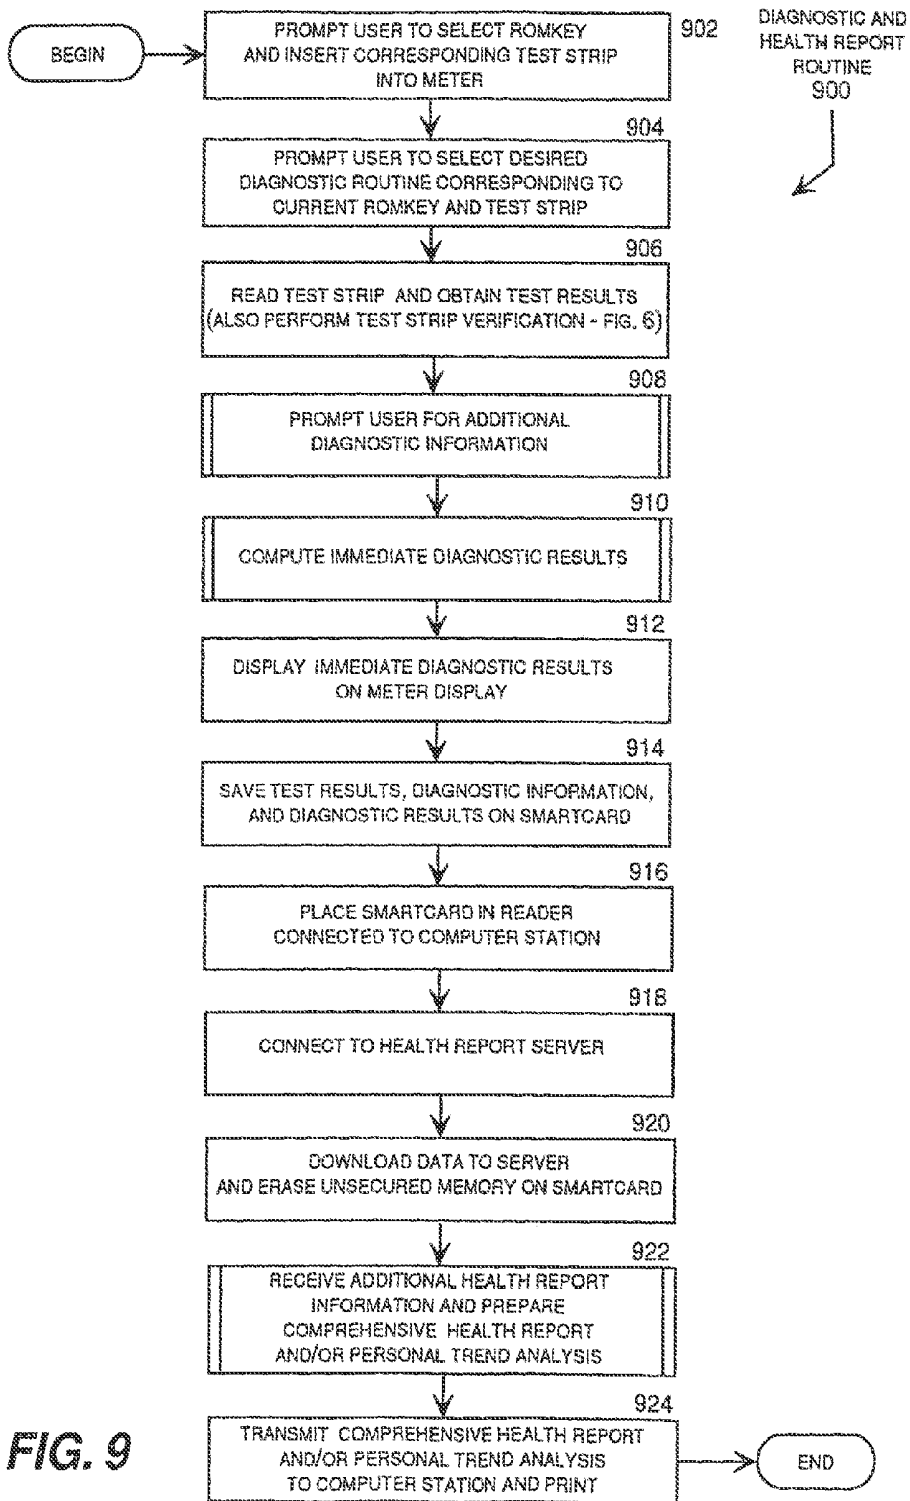 BEGIN
PROMPT USER TO SELECT ROMKEY
AND INSERT CORRESPONDING TEST STRIP
INTO METER
902
DIAGNOSTIC AND
HEALTH REPORT
ROUTINE
900
904
PROMPT USER TO SELECT DESIRED
DIAGNOSTIC ROUTINE CORRESPONDING TO
CURRENT ROMKEY AND TEST STRIP
906
READ TEST STRIP AND OBTAIN TEST RESULTS
(ALSO PERFORM TEST STRIP VERIFICATION - FIG. 6)
908
PROMPT USER FOR ADDITIONAL
DIAGNOSTIC INFORMATION
910
COMPUTE IMMEDIATE DIAGNOSTIC RESULTS
912
DISPLAY IMMEDIATE DIAGNOSTIC RESULTS
ON METER DISPLAY
914
SAVE TEST RESULTS, DIAGNOSTIC INFORMATION,
AND DIAGNOSTIC RESULTS ON SMARTCARD
916
PLACE SMARTCARD IN READER
CONNECTED TO COMPUTER STATION
918
CONNECT TO HEALTH REPORT SERVER
920
DOWNLOAD DATA TO SERVER
AND ERASE UNSECURED MEMORY ON SMARTCARD
922
RECEIVE ADDITIONAL HEALTH REPORT
INFORMATION AND PREPARE
COMPREHENSIVE HEALTH REPORT
AND/OR PERSONAL TREND ANALYSIS
924
TRANSMIT COMPREHENSIVE HEALTH REPORT
AND/OR PERSONAL TREND ANALYSIS
TO COMPUTER STATION AND PRINT
END
FIG. 9